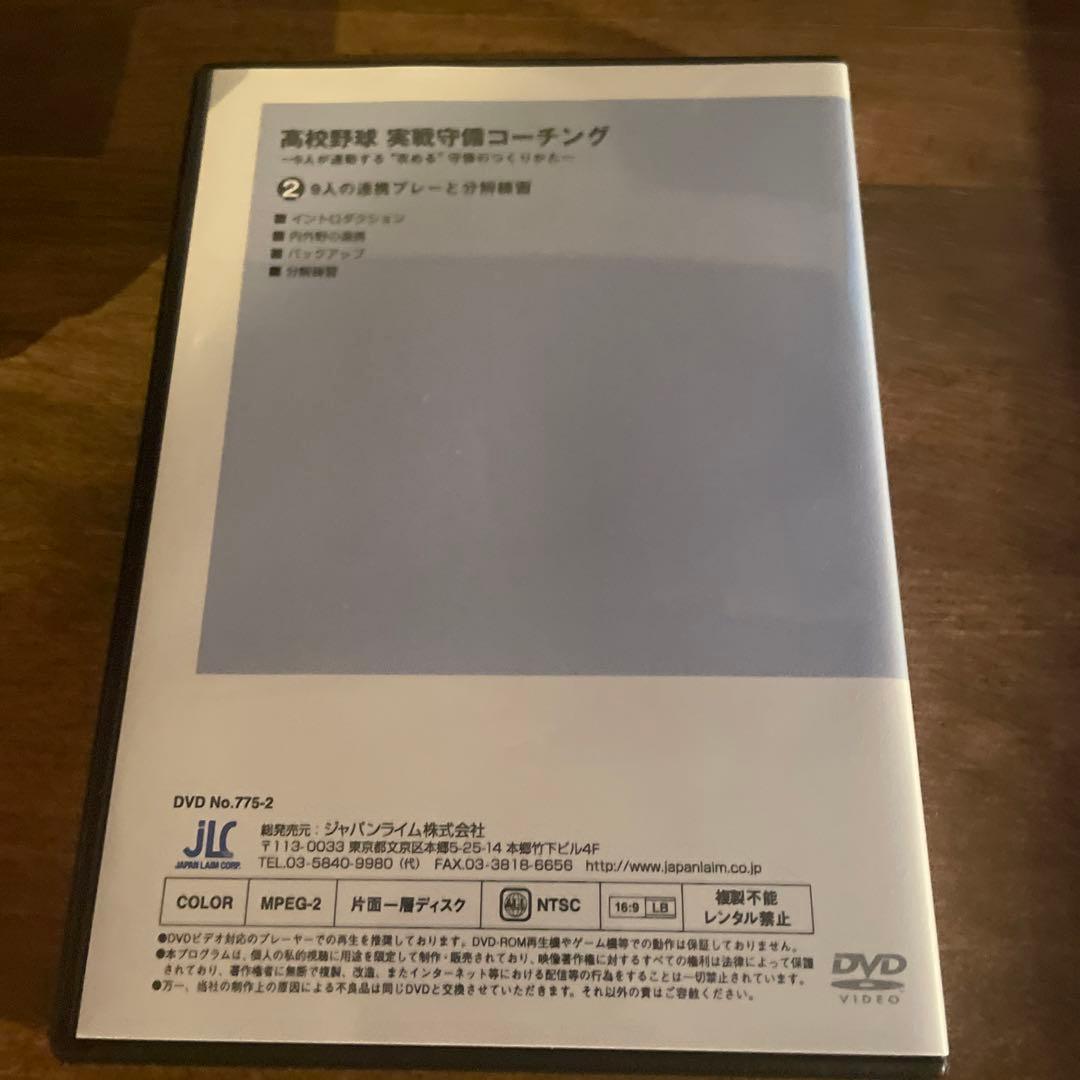 高校野球 実戦守備コーチング
―9人が連動する“攻める”守備のつくりかた―
2 9人の連携プレーと分解練習
■ イントロダクション
■ 内外野の連携
■ バックアップ
■ 分解練習
DVD No.775-2
JLC
JAPAN LAIM CORP.
総発売元：ジャパンライム株式会社
〒113-0033 東京都文京区本郷5-25-14 本郷竹下ビル4F
TEL.03-5840-9980（代） FAX.03-3818-6656 http://www.japanlaim.co.jp
COLOR MPEG-2 片面一層ディスク ALL NTSC 16:9 LB 複製不能 レンタル禁止
●DVDビデオ対応のプレーヤーでの再生を推奨しております。DVD-ROM再生機やゲーム機等での動作は保証しておりません。
●本プログラムは、個人の私的視聴に用途を限定して制作・販売されており、映像著作権に対するすべての権利は法律によって保護
されており、著作権者に無断で複製、改造、またインターネット等における配信等の行為をすることは一切禁止されています。
●万一、当社の制作上の原因による不良品は同じDVDと交換させていただきます。それ以外の責はご容赦ください。
DVD
VIDEO